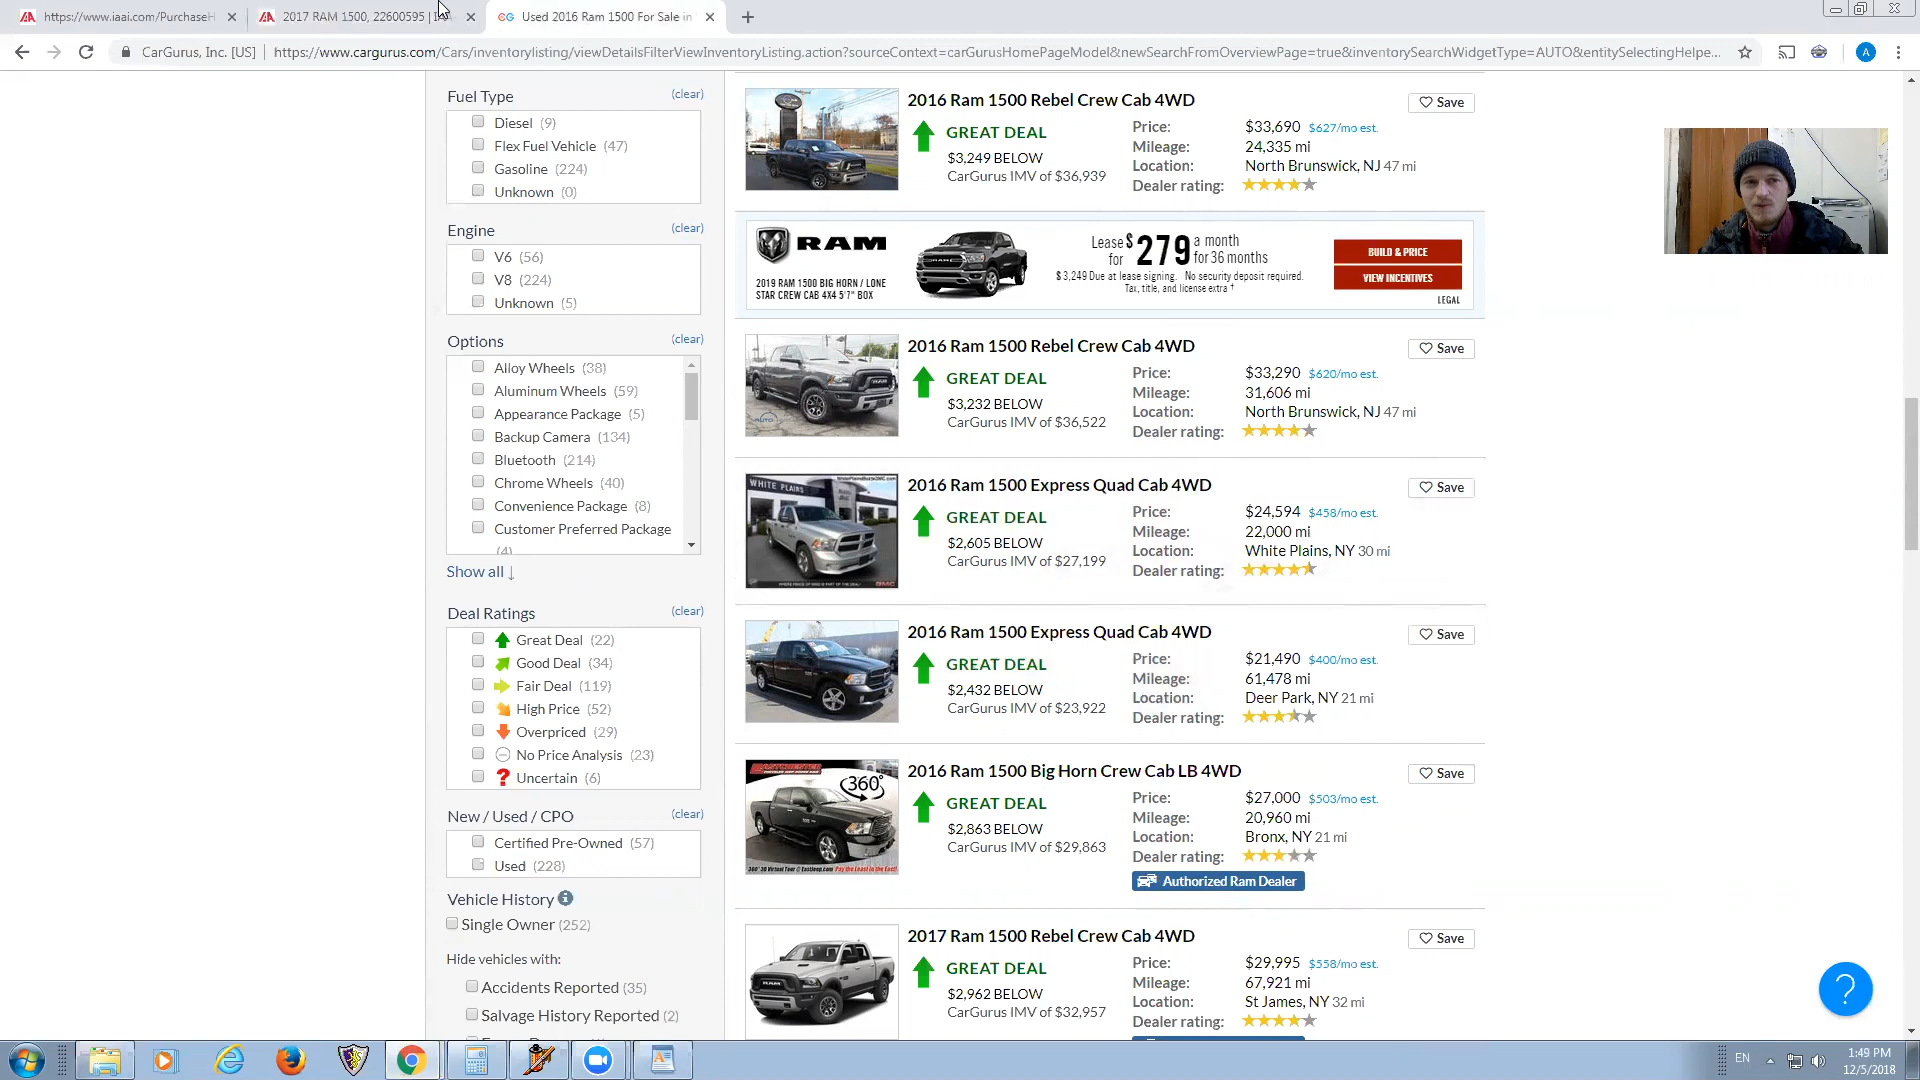 https://www.iaai.com/PurchaseH
2017 RAM 1500, 22600595 | IAA
Used 2016 Ram 1500 For Sale in
CarGurus, Inc. [US]
https://www.cargurus.com/Cars/inventorylisting/viewDetailsFilterViewInventoryListing.action?sourceContext=carGurusHomePageModel&newSearchFromOverviewPage=true&inventorySearchWidgetType=AUTO&entitySelectingHelpe...
A
Fuel Type (clear)
Diesel (9)
Flex Fuel Vehicle (47)
Gasoline (224)
Unknown (0)
Engine (clear)
V6 (56)
V8 (224)
Unknown (5)
Options (clear)
Alloy Wheels (38)
Aluminum Wheels (59)
Appearance Package (5)
Backup Camera (134)
Bluetooth (214)
Chrome Wheels (40)
Convenience Package (8)
Customer Preferred Package
(4)
Show all ↓
Deal Ratings (clear)
Great Deal (22)
Good Deal (34)
Fair Deal (119)
High Price (52)
Overpriced (29)
No Price Analysis (23)
? Uncertain (6)
New / Used / CPO (clear)
Certified Pre-Owned (57)
Used (228)
Vehicle History
Single Owner (252)
Hide vehicles with:
Accidents Reported (35)
Salvage History Reported (2)
2016 Ram 1500 Rebel Crew Cab 4WD
Save
GREAT DEAL
$3,249 BELOW
CarGurus IMV of $36,939
Price: $33,690 $627/mo est.
Mileage: 24,335 mi
Location: North Brunswick, NJ 47 mi
Dealer rating:
RAM
2019 RAM 1500 BIG HORN / LONE
STAR CREW CAB 4X4 5'7" BOX
Lease for $279 a month for 36 months
$3,249 Due at lease signing. No security deposit required.
Tax, title, and license extra †
BUILD & PRICE
VIEW INCENTIVES
LEGAL
2016 Ram 1500 Rebel Crew Cab 4WD
Save
GREAT DEAL
$3,232 BELOW
CarGurus IMV of $36,522
Price: $33,290 $620/mo est.
Mileage: 31,606 mi
Location: North Brunswick, NJ 47 mi
Dealer rating:
WHITE PLAINS
2016 Ram 1500 Express Quad Cab 4WD
Save
GREAT DEAL
$2,605 BELOW
CarGurus IMV of $27,199
Price: $24,594 $458/mo est.
Mileage: 22,000 mi
Location: White Plains, NY 30 mi
Dealer rating:
2016 Ram 1500 Express Quad Cab 4WD
Save
GREAT DEAL
$2,432 BELOW
CarGurus IMV of $23,922
Price: $21,490 $400/mo est.
Mileage: 61,478 mi
Location: Deer Park, NY 21 mi
Dealer rating:
360°
2016 Ram 1500 Big Horn Crew Cab LB 4WD
Save
GREAT DEAL
$2,863 BELOW
CarGurus IMV of $29,863
Price: $27,000 $503/mo est.
Mileage: 20,960 mi
Location: Bronx, NY 21 mi
Dealer rating:
Authorized Ram Dealer
2017 Ram 1500 Rebel Crew Cab 4WD
Save
GREAT DEAL
$2,962 BELOW
CarGurus IMV of $32,957
Price: $29,995 $558/mo est.
Mileage: 67,921 mi
Location: St James, NY 32 mi
Dealer rating:
?
EN
1:49 PM
12/5/2018